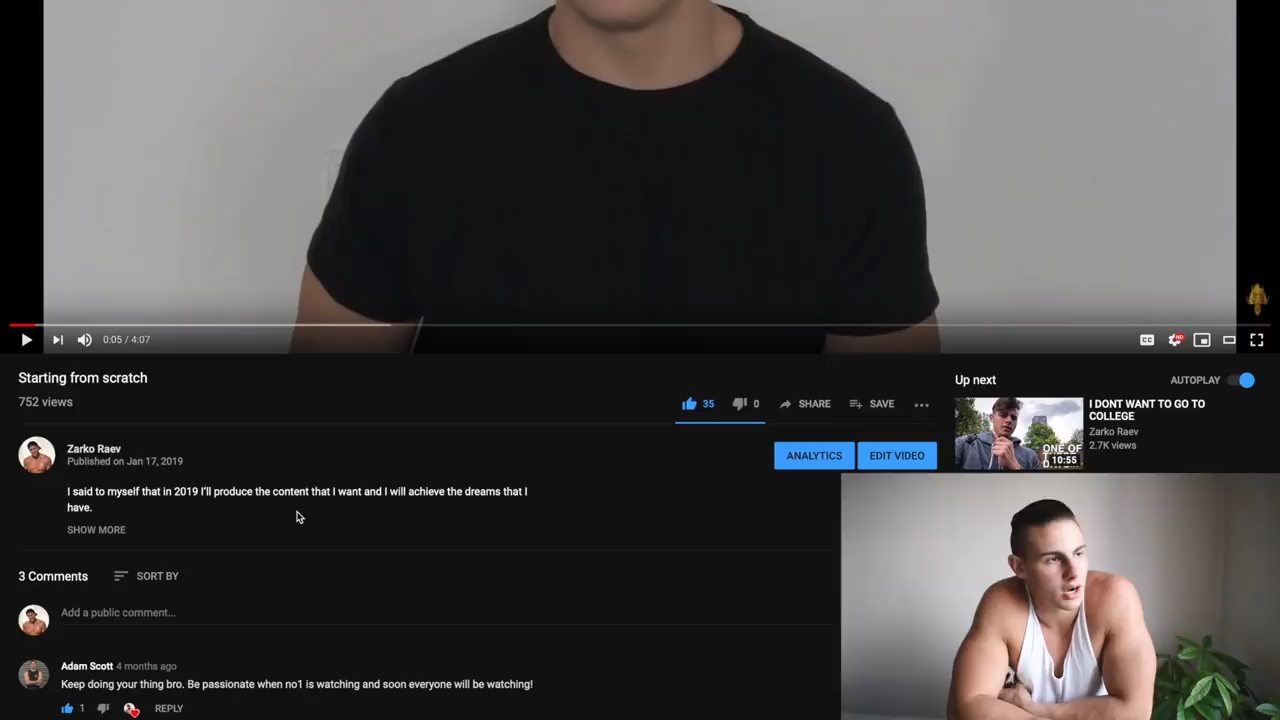 0:05 / 4:07
CC
HD
Starting from scratch
752 views
35
0
SHARE
SAVE
Up next
AUTOPLAY
I DONT WANT TO GO TO
COLLEGE
Zarko Raev
2.7K views
ONE OF
10:55
Zarko Raev
Published on Jan 17, 2019
ANALYTICS
EDIT VIDEO
I said to myself that in 2019 I'll produce the content that I want and I will achieve the dreams that I
have.
SHOW MORE
3 Comments
SORT BY
Add a public comment...
Adam Scott 4 months ago
Keep doing your thing bro. Be passionate when no1 is watching and soon everyone will be watching!
1
REPLY